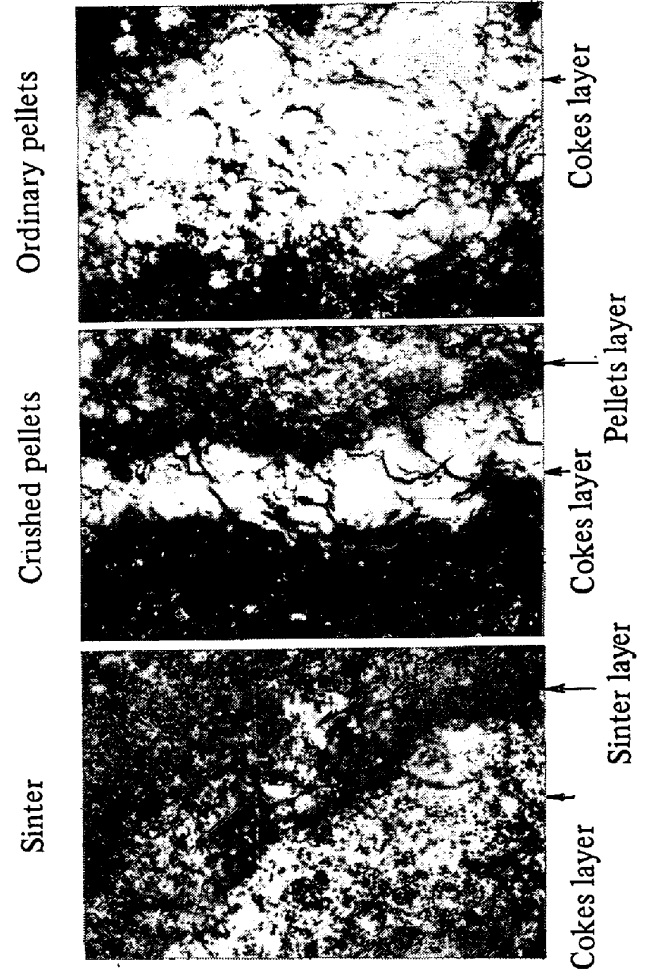 Sinter
Crushed pellets
Ordinary pellets
Cokes layer
Sinter layer
Cokes layer
Pellets layer
Cokes layer